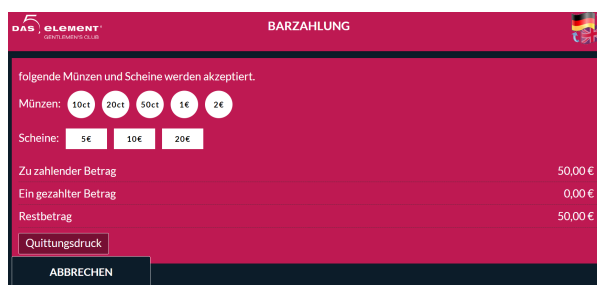 DAS 5. ELEMENT
GENTLEMEN'S CLUB
BARZAHLUNG
folgende Münzen und Scheine werden akzeptiert.
Münzen: 10ct 20ct 50ct 1€ 2€
Scheine: 5€ 10€ 20€
Zu zahlender Betrag 50,00 €
Ein gezahlter Betrag 0,00 €
Restbetrag 50,00 €
Quittungsdruck
ABBRECHEN